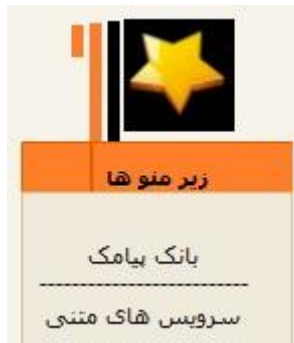 زیر منو ها
بانک پیامک
سرویس های متنی